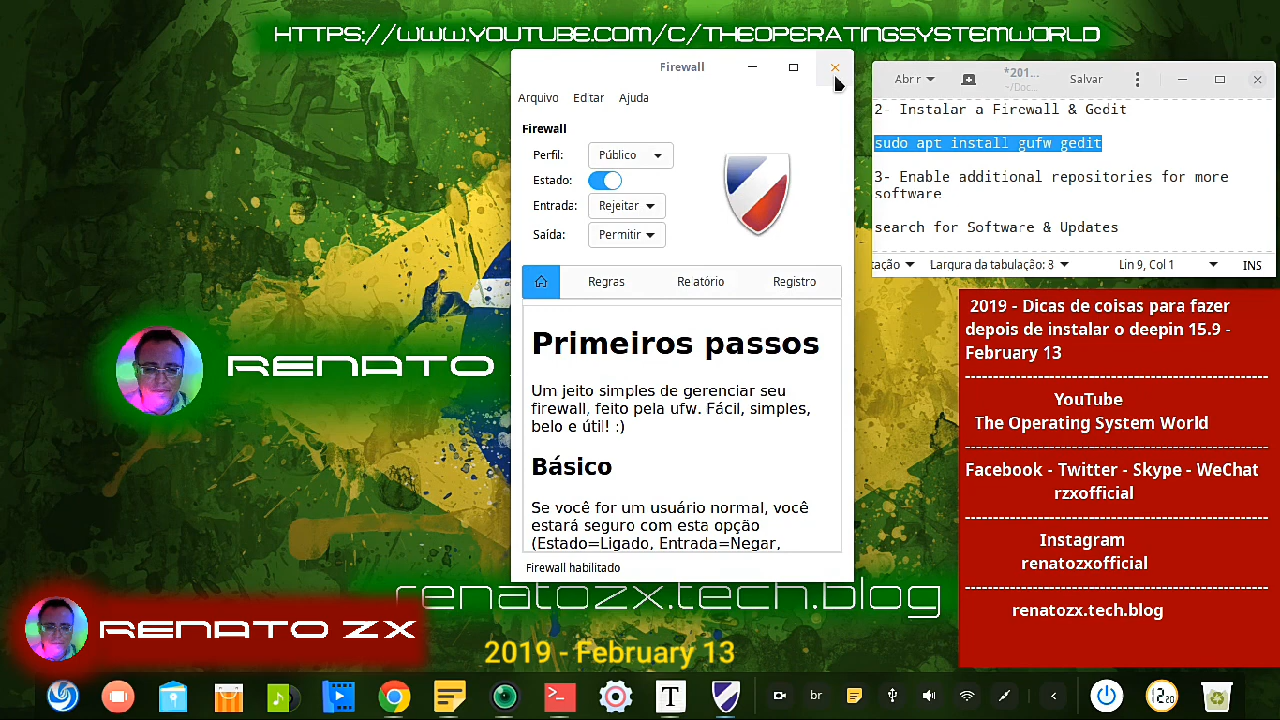 HTTPS://WWW.YOUTUBE.COM/C/THEOPERATINGSYSTEMWORLD
Firewall
Arquivo Editar Ajuda
Firewall
Perfil: Público
Estado:
Entrada: Rejeitar
Saída: Permitir
Regras Relatório Registro
Primeiros passos
Um jeito simples de gerenciar seu
firewall, feito pela ufw. Fácil, simples,
belo e útil! :)
Básico
Se você for um usuário normal, você
estará seguro com esta opção
(Estado=Ligado, Entrada=Negar,
Firewall habilitado
Abrir *201... Salvar
~/Doc...
2- Instalar a Firewall & Gedit
sudo apt install gufw gedit
3- Enable additional repositories for more
software
search for Software & Updates
tação Largura da tabulação: 8 Lin 9, Col 1 INS
2019 - Dicas de coisas para fazer
depois de instalar o deepin 15.9 -
February 13
YouTube
The Operating System World
Facebook - Twitter - Skype - WeChat
rzxofficial
Instagram
renatozxofficial
renatozx.tech.blog
RENATO
renatozx.tech.blog
RENATO ZX
2019 - February 13
T
br